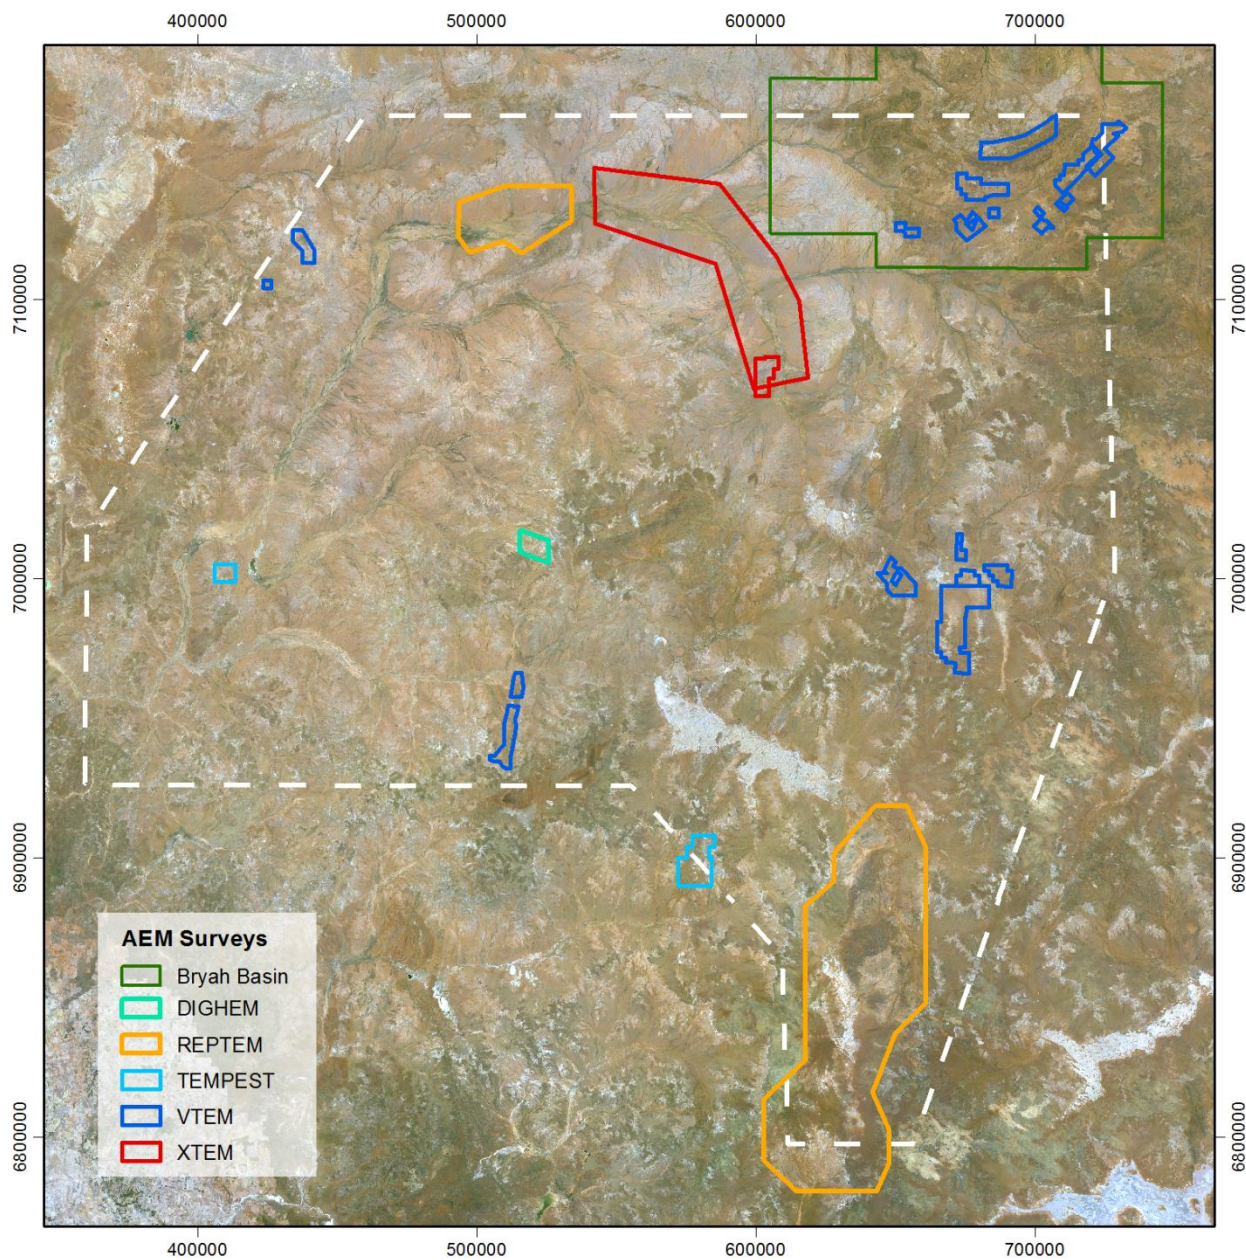 400000 500000 600000 700000
7100000 7100000
7000000 7000000
6900000 6900000
6800000 6800000
AEM Surveys
Bryah Basin
DIGHEM
REPTEM
TEMPEST
VTEM
XTEM
400000 500000 600000 700000